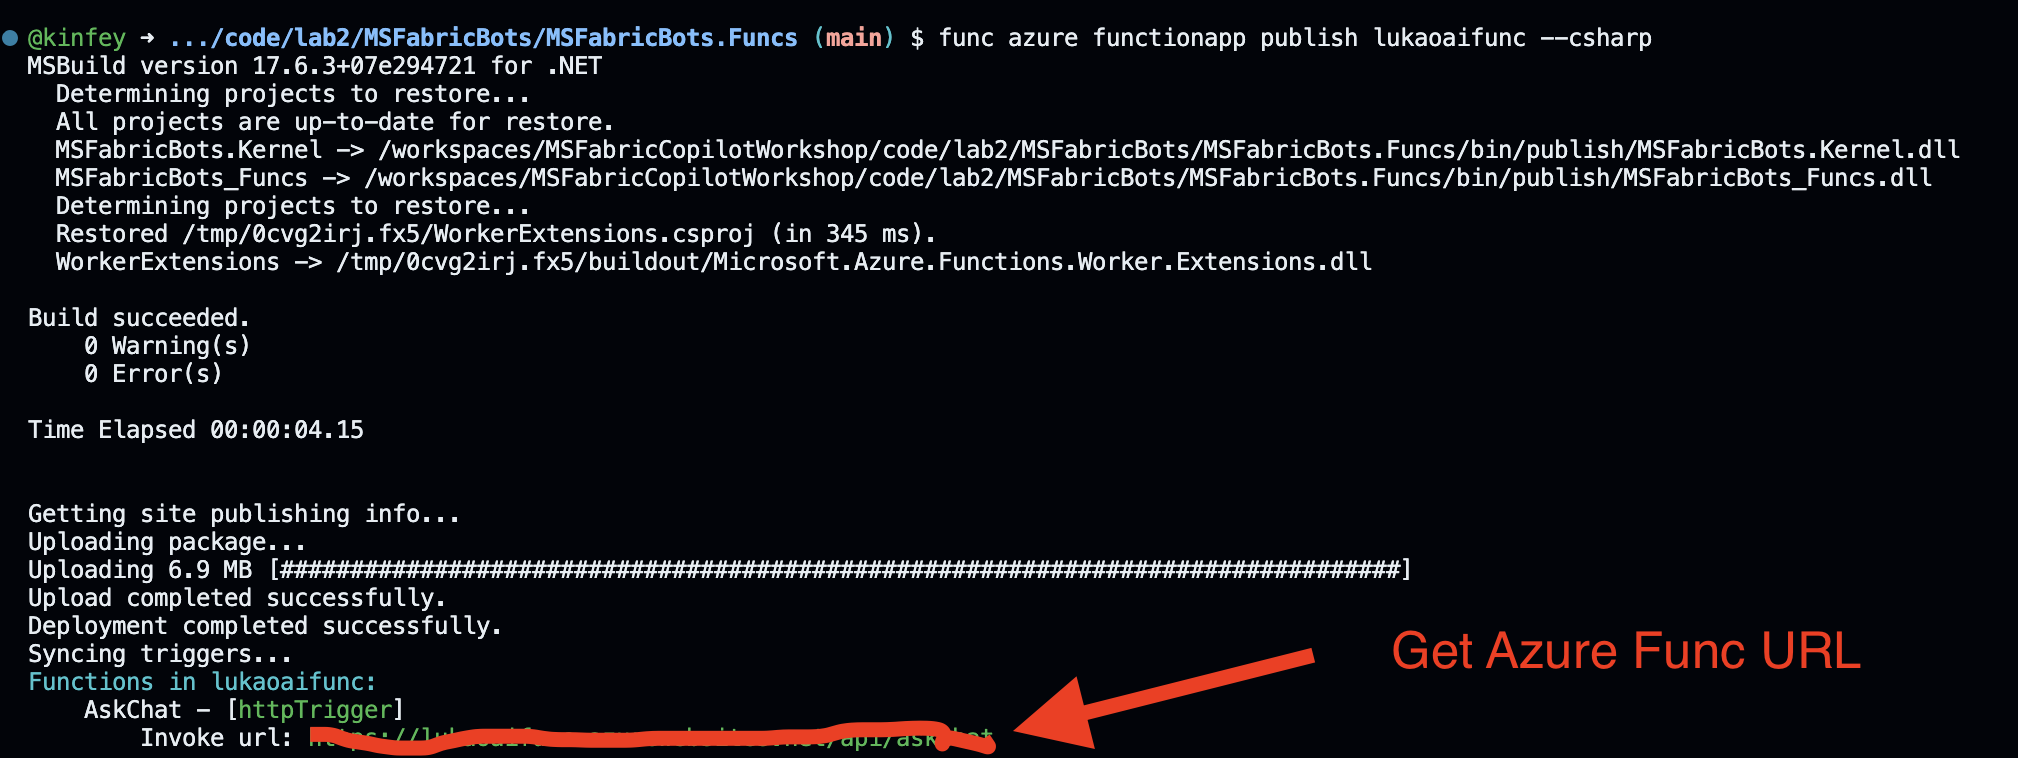 @kinfey ➜ .../code/lab2/MSFabricBots/MSFabricBots.Funcs (main) $ func azure functionapp publish lukaoaifunc --csharp
MSBuild version 17.6.3+07e294721 for .NET
Determining projects to restore...
All projects are up-to-date for restore.
MSFabricBots.Kernel -> /workspaces/MSFabricCopilotWorkshop/code/lab2/MSFabricBots/MSFabricBots.Funcs/bin/publish/MSFabricBots.Kernel.dll
MSFabricBots_Funcs -> /workspaces/MSFabricCopilotWorkshop/code/lab2/MSFabricBots/MSFabricBots.Funcs/bin/publish/MSFabricBots_Funcs.dll
Determining projects to restore...
Restored /tmp/0cvg2irj.fx5/WorkerExtensions.csproj (in 345 ms).
WorkerExtensions -> /tmp/0cvg2irj.fx5/buildout/Microsoft.Azure.Functions.Worker.Extensions.dll
Build succeeded.
0 Warning(s)
0 Error(s)
Time Elapsed 00:00:04.15
Getting site publishing info...
Uploading package...
Uploading 6.9 MB [################################################################################]
Upload completed successfully.
Deployment completed successfully.
Syncing triggers...
Functions in lukaoaifunc:
AskChat - [httpTrigger]
Invoke url:
Get Azure Func URL